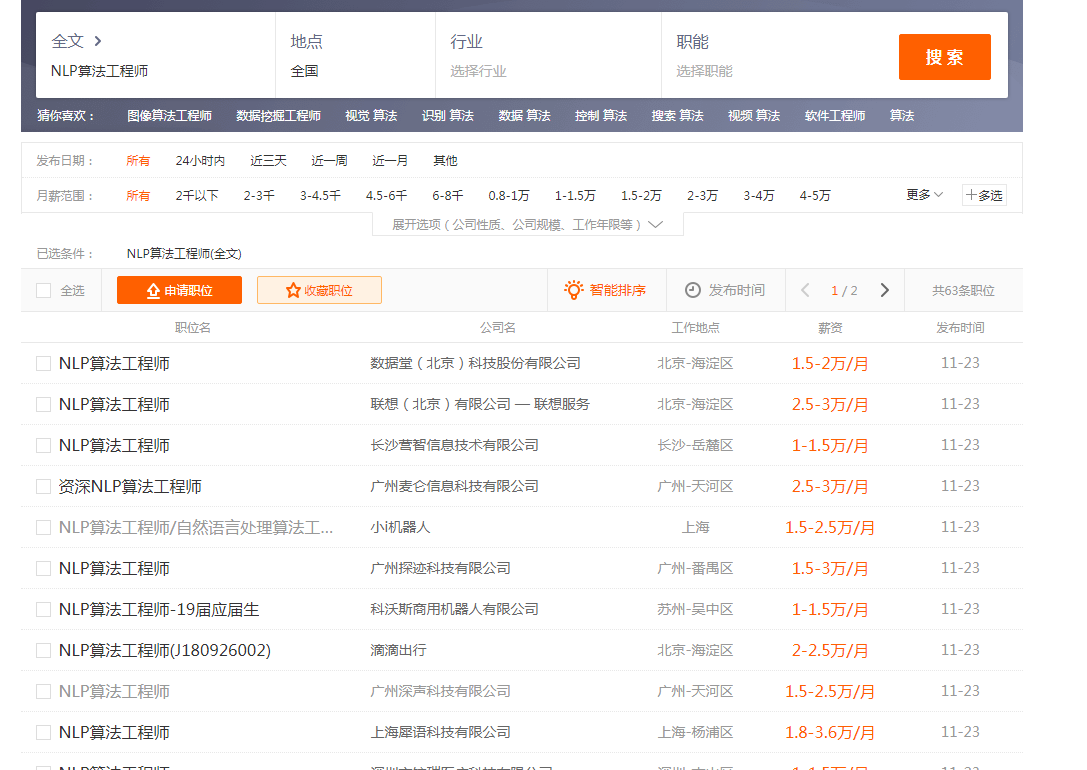 全文 地点 行业 职能
NLP算法工程师 全国 选择行业 选择职能 搜索
猜你喜欢： 图像算法工程师 数据挖掘工程师 视觉 算法 识别 算法 数据 算法 控制 算法 搜索 算法 视频 算法 软件工程师 算法
发布日期： 所有 24小时内 近三天 近一周 近一月 其他
月薪范围： 所有 2千以下 2-3千 3-4.5千 4.5-6千 6-8千 0.8-1万 1-1.5万 1.5-2万 2-3万 3-4万 4-5万 更多 多选
展开选项（公司性质、公司规模、工作年限等）
已选条件： NLP算法工程师(全文)
全选 申请职位 收藏职位 智能排序 发布时间 1 / 2 共63条职位
职位名 公司名 工作地点 薪资 发布时间
NLP算法工程师 数据堂（北京）科技股份有限公司 北京-海淀区 1.5-2万/月 11-23
NLP算法工程师 联想（北京）有限公司 — 联想服务 北京-海淀区 2.5-3万/月 11-23
NLP算法工程师 长沙营智信息技术有限公司 长沙-岳麓区 1-1.5万/月 11-23
资深NLP算法工程师 广州麦仑信息科技有限公司 广州-天河区 2.5-3万/月 11-23
NLP算法工程师/自然语言处理算法工... 小i机器人 上海 1.5-2.5万/月 11-23
NLP算法工程师 广州探迹科技有限公司 广州-番禺区 1.5-3万/月 11-23
NLP算法工程师-19届应届生 科沃斯商用机器人有限公司 苏州-吴中区 1-1.5万/月 11-23
NLP算法工程师(J180926002) 滴滴出行 北京-海淀区 2-2.5万/月 11-23
NLP算法工程师 广州深声科技有限公司 广州-天河区 1.5-2.5万/月 11-23
NLP算法工程师 上海犀语科技有限公司 上海-杨浦区 1.8-3.6万/月 11-23